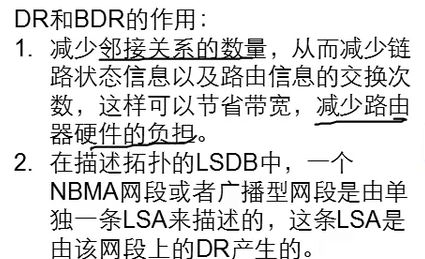 DR和BDR的作用：
1. 减少邻接关系的数量，从而减少链
路状态信息以及路由信息的交换次
数，这样可以节省带宽，减少路由
器硬件的负担。
2. 在描述拓扑的LSDB中，一个
NBMA网段或者广播型网段是由单
独一条LSA来描述的，这条LSA是
由该网段上的DR产生的。